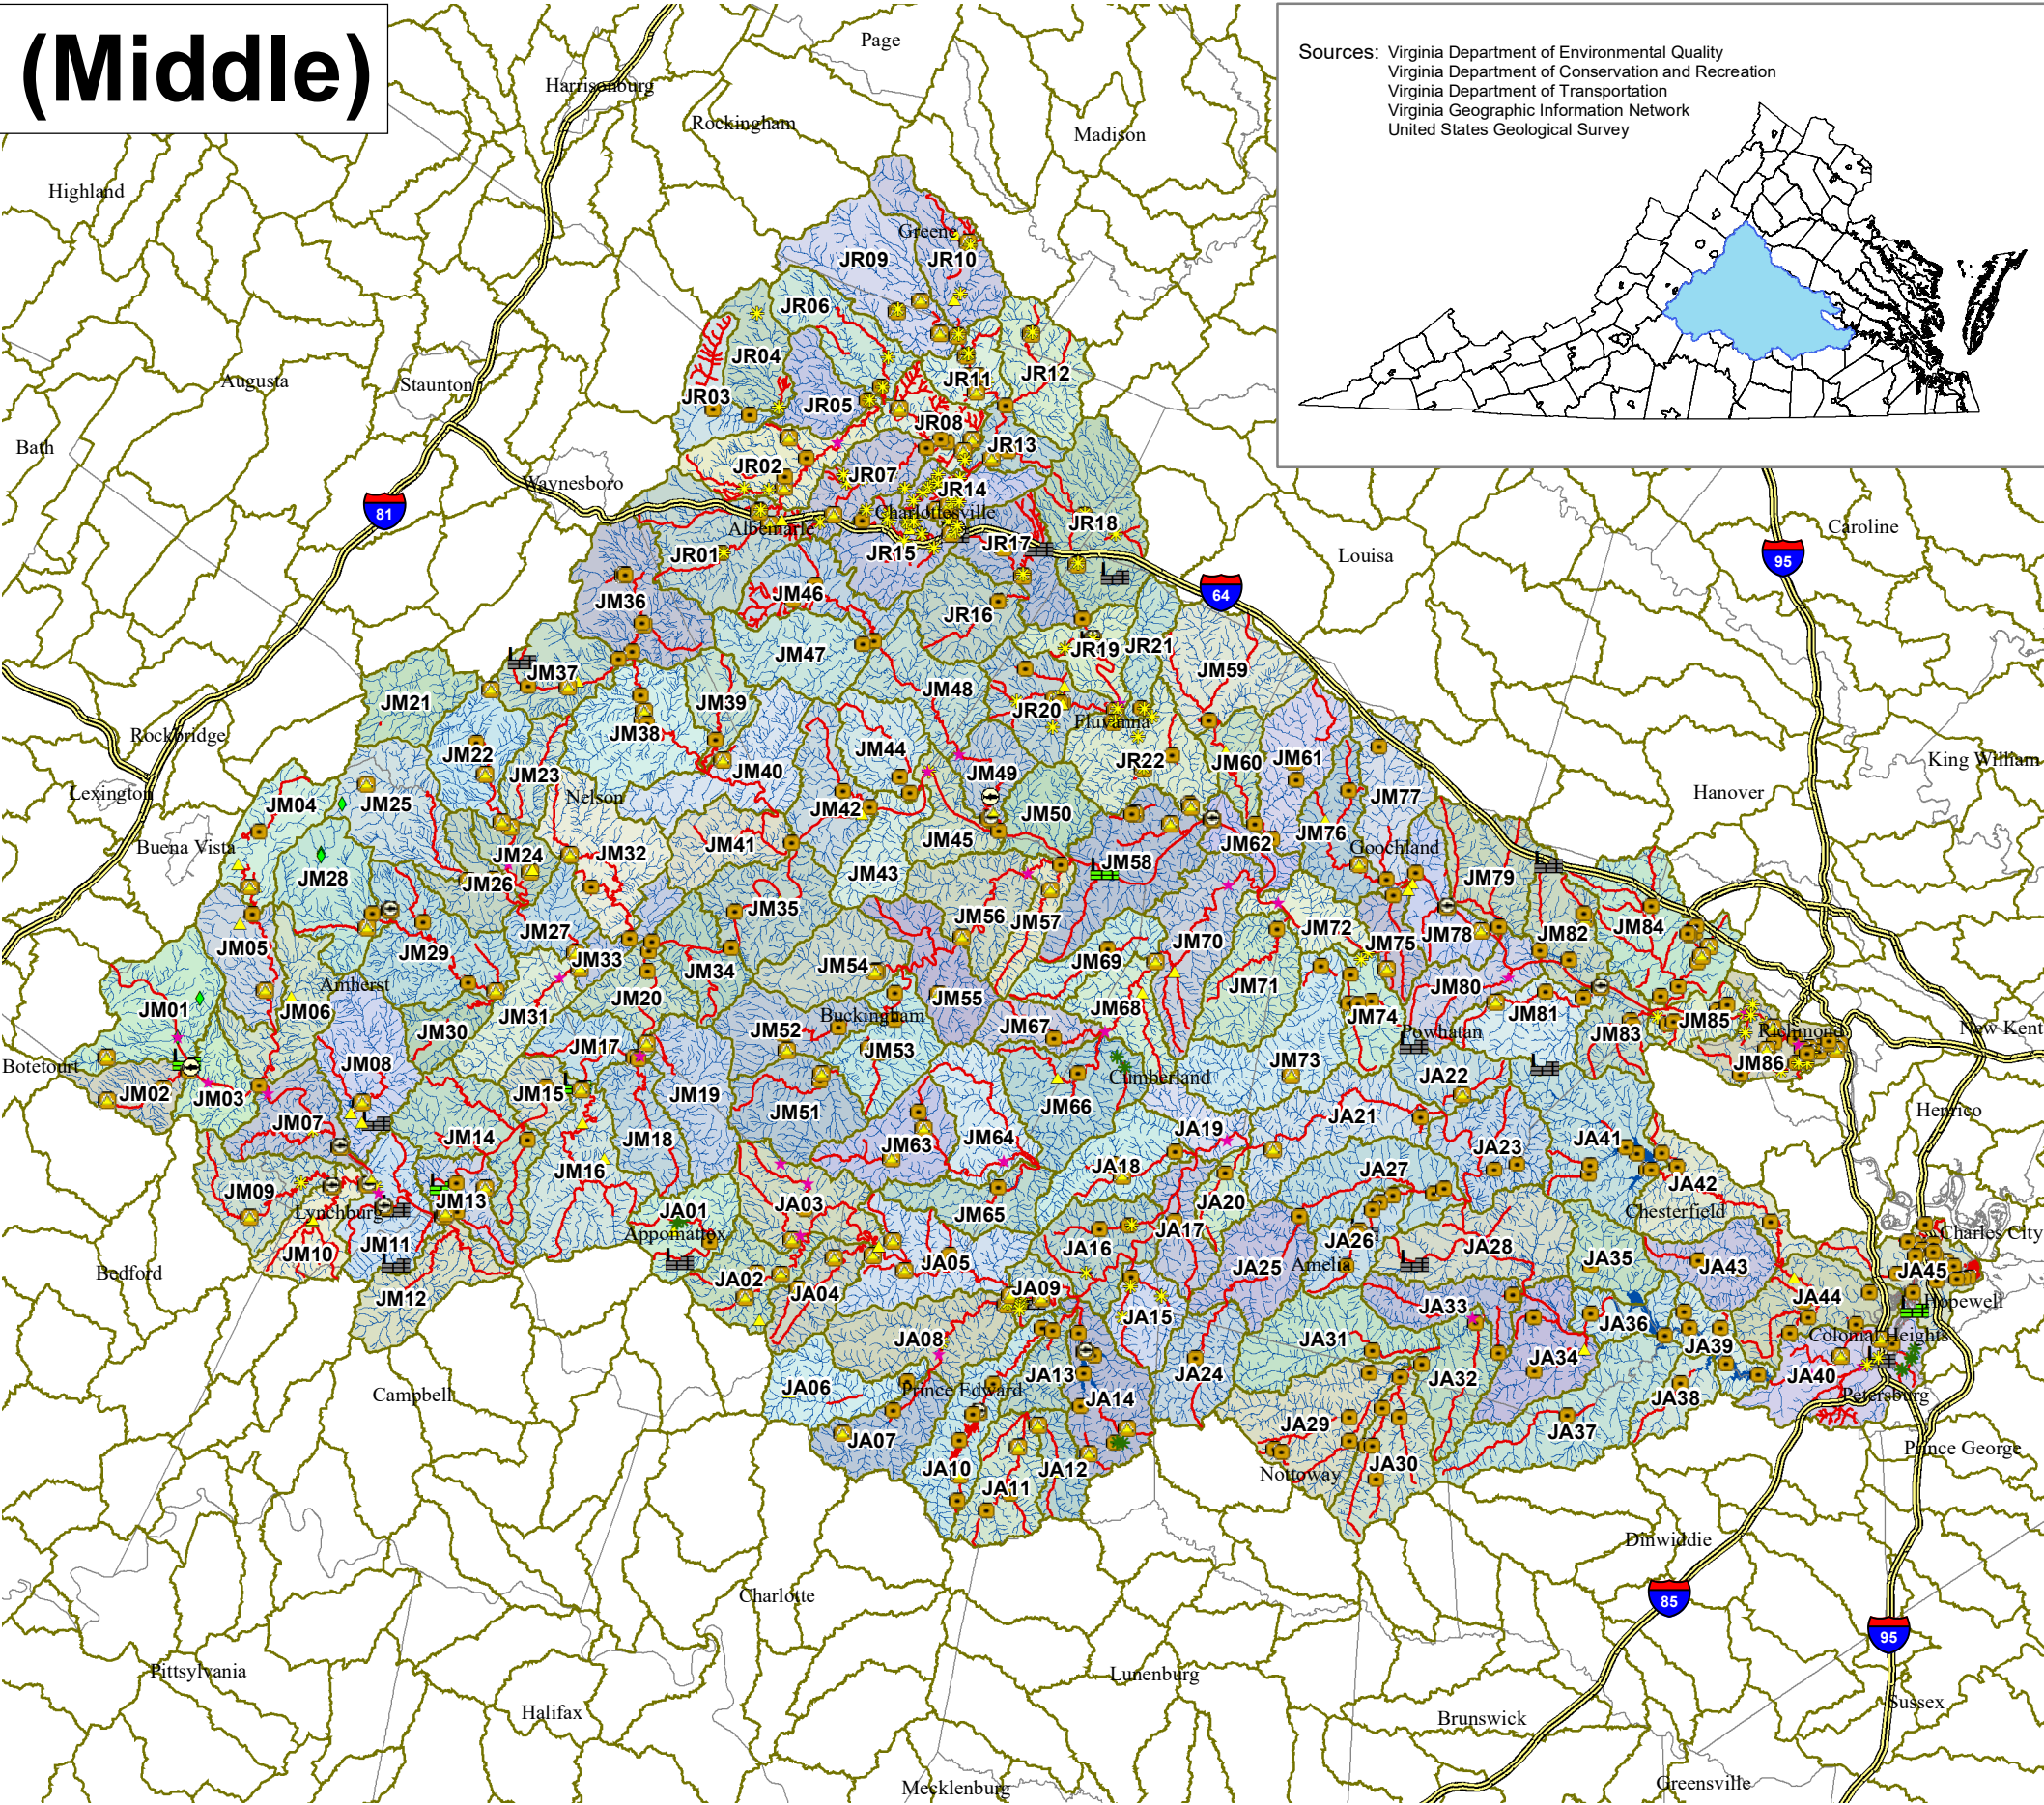 (Middle)
Sources: Virginia Department of Environmental Quality
Virginia Department of Conservation and Recreation
Virginia Department of Transportation
Virginia Geographic Information Network
United States Geological Survey
Page
Harrisonburg
Rockingham
Madison
Highland
Greene
JR09
JR10
JR06
JR04
JR12
JR11
Augusta
Staunton
JR03
JR05
JR08
JR13
Bath
JR02
JR07
JR14
Waynesboro
81
Charlottesville
Albemarle
JR18
Caroline
JR01
JR15
JR17
Louisa
95
64
JM36
JM46
JR16
JM47
JR19
JR21
JM37
JM59
JM21
JM39
JM48
JR20
Fluvanna
Rockbridge
JM38
JM22
JM44
JM23
JM40
JM49
JR22
JM60
JM61
King William
Lexington
JM04
JM25
Nelson
JM42
JM50
JM77
Hanover
Buena Vista
JM24
JM32
JM41
JM45
JM62
JM76
Goochland
JM28
JM26
JM43
JM58
JM79
JM35
JM56
JM57
JM05
JM27
JM72
JM78
JM82
JM84
JM29
JM33
JM34
JM54
JM69
JM70
JM75
Amherst
JM01
JM06
JM31
JM20
JM55
JM68
JM71
JM80
JM30
JM52
Buckingham
JM67
JM74
JM81
JM83
JM85
Powhatan
Richmond
New Kent
Botetourt
JM08
JM17
JM53
JM73
JM86
JM02
JM03
JM15
JM19
JM51
JM66
Cumberland
JA22
JM07
JM14
JM18
JM63
JM64
JA19
JA21
Henrico
JM16
JA18
JA27
JA23
JA41
JM09
JM13
JA03
JA20
JA42
Lynchburg
JA01
JM65
JA17
Chesterfield
Charles City
Appomattox
JM10
JM11
JA16
JA26
JA28
JA35
Bedford
JA02
JA05
JA25
Amelia
JA43
JA45
JM12
JA04
JA09
JA33
JA44
Hopewell
JA08
JA15
JA31
JA36
Colonial Heights
JA06
JA13
JA24
JA32
JA34
JA39
JA40
Campbell
Prince Edward
JA14
JA38
Petersburg
JA07
JA29
JA37
JA10
JA12
JA30
Prince George
JA11
Nottoway
Dinwiddie
Charlotte
85
95
Pittsylvania
Lunenburg
Halifax
Sussex
Brunswick
Mecklenburg
Greensville